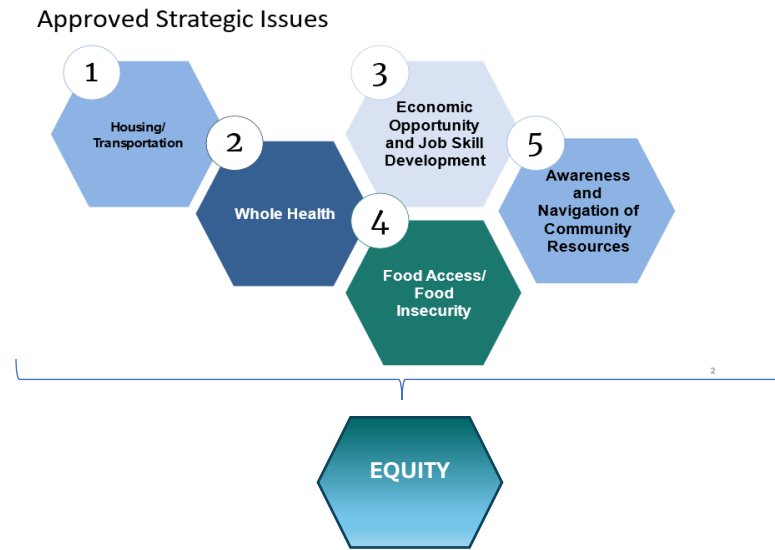 Approved Strategic Issues
1
Housing/
Transportation
2
Whole Health
3
Economic
Opportunity
and Job Skill
Development
4
Food Access/
Food
Insecurity
5
Awareness
and
Navigation of
Community
Resources
2
EQUITY